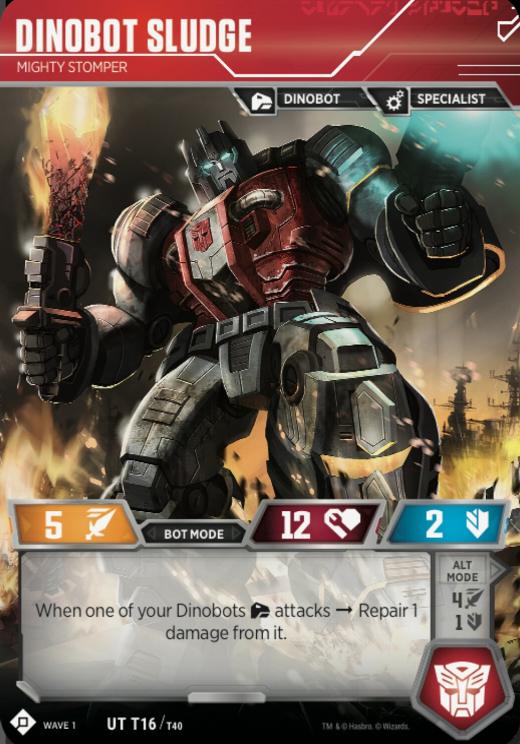 DINOBOT SLUDGE
MIGHTY STOMPER
DINOBOT SPECIALIST
5 BOT MODE 12 2
When one of your Dinobots attacks → Repair 1
damage from it.
ALT
MODE
4
1
WAVE 1 UT T16/T40 TM & © Hasbro. © Wizards.